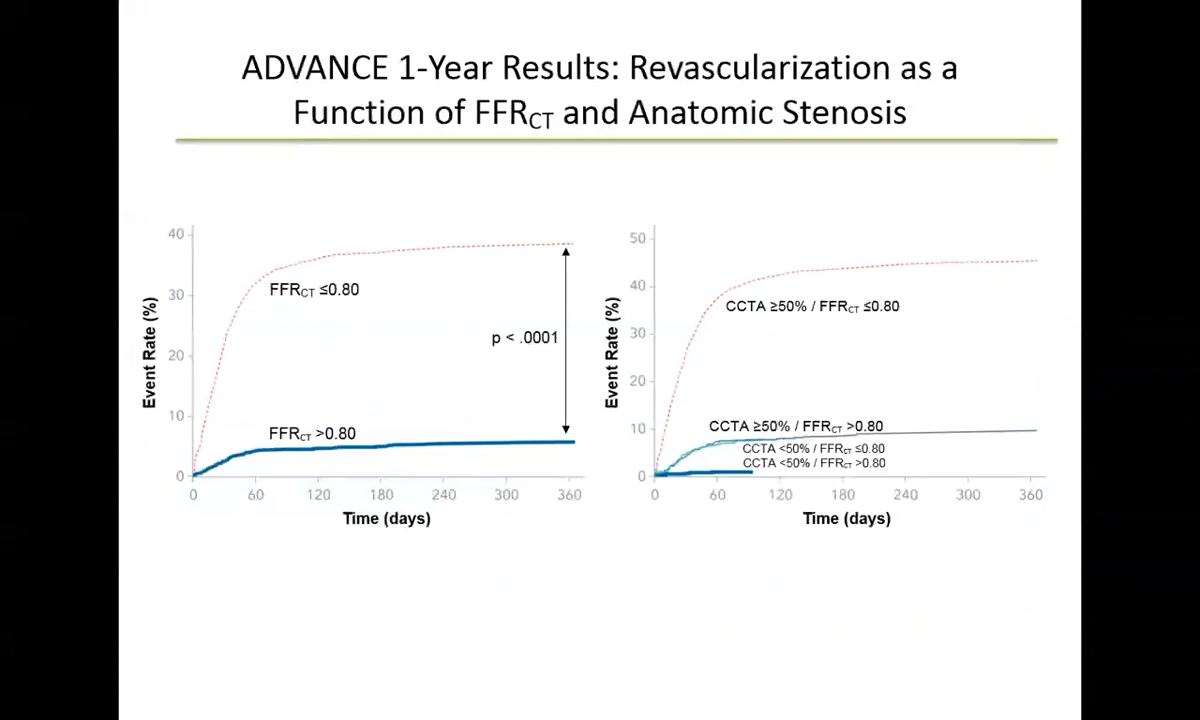 ADVANCE 1-Year Results: Revascularization as a
Function of FFRCT and Anatomic Stenosis
40
30
20
10
0
Event Rate (%)
FFRCT ≤0.80
p < .0001
FFRCT >0.80
0 60 120 180 240 300 360
Time (days)
50
40
30
20
10
0
Event Rate (%)
CCTA ≥50% / FFRCT ≤0.80
CCTA ≥50% / FFRCT >0.80
CCTA <50% / FFRCT ≤0.80
CCTA <50% / FFRCT >0.80
0 60 120 180 240 300 360
Time (days)